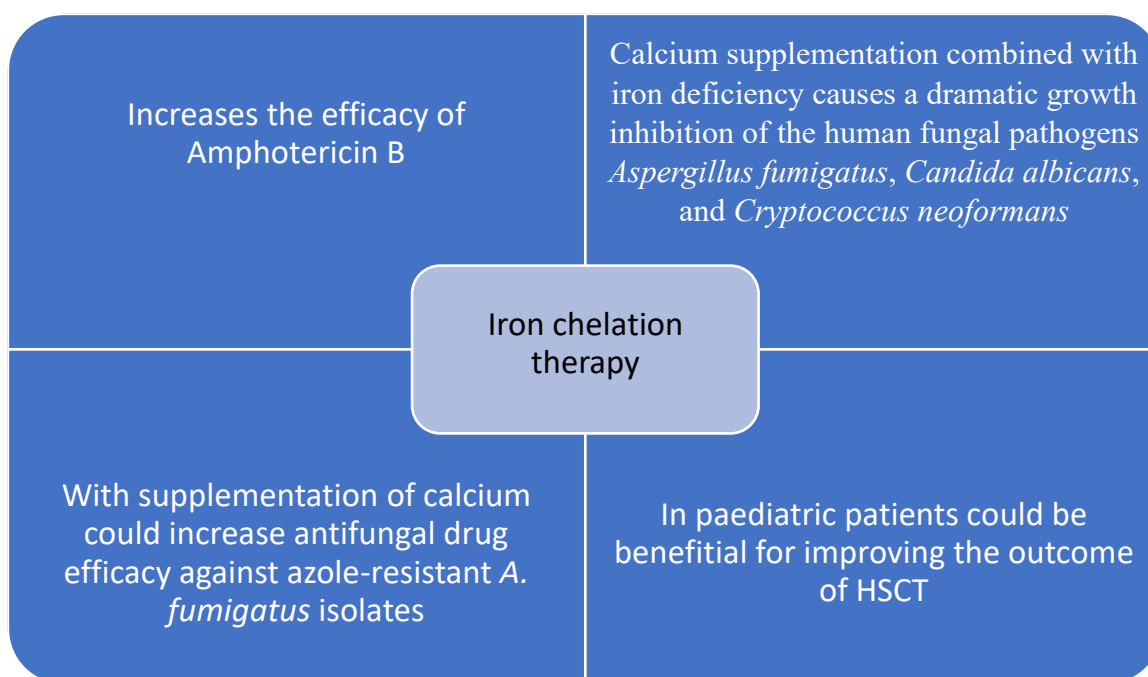 Increases the efficacy of
Amphotericin B
Calcium supplementation combined with
iron deficiency causes a dramatic growth
inhibition of the human fungal pathogens
Aspergillus fumigatus, Candida albicans,
and Cryptococcus neoformans
Iron chelation
therapy
With supplementation of calcium
could increase antifungal drug
efficacy against azole-resistant A.
fumigatus isolates
In paediatric patients could be
benefitial for improving the outcome
of HSCT